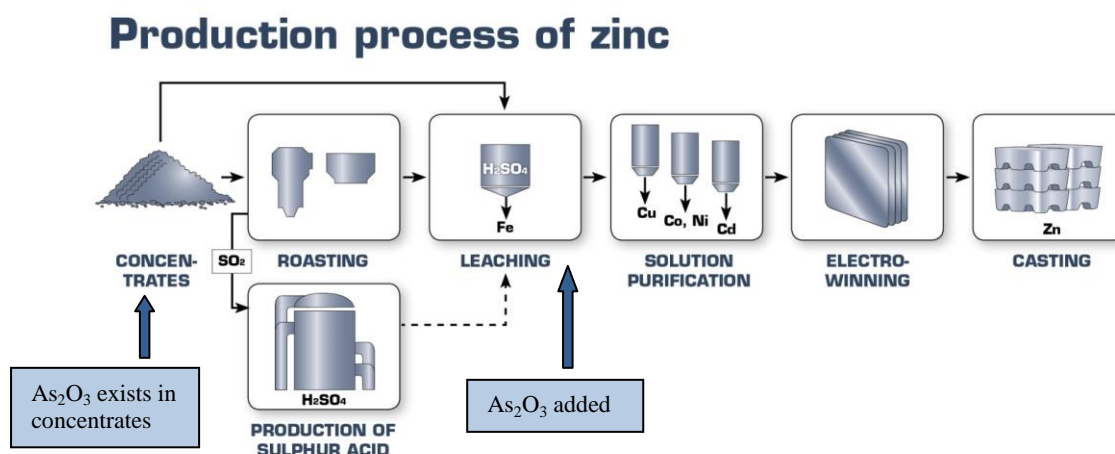 Production process of zinc
H₂SO₄
Fe
Cu
Co, Ni
Cd
Zn
CONCEN-
TRATES
SO₂
ROASTING
LEACHING
SOLUTION
PURIFICATION
ELECTRO-
WINNING
CASTING
As₂O₃ exists in
concentrates
H₂SO₄
As₂O₃ added
PRODUCTION OF
SULPHUR ACID